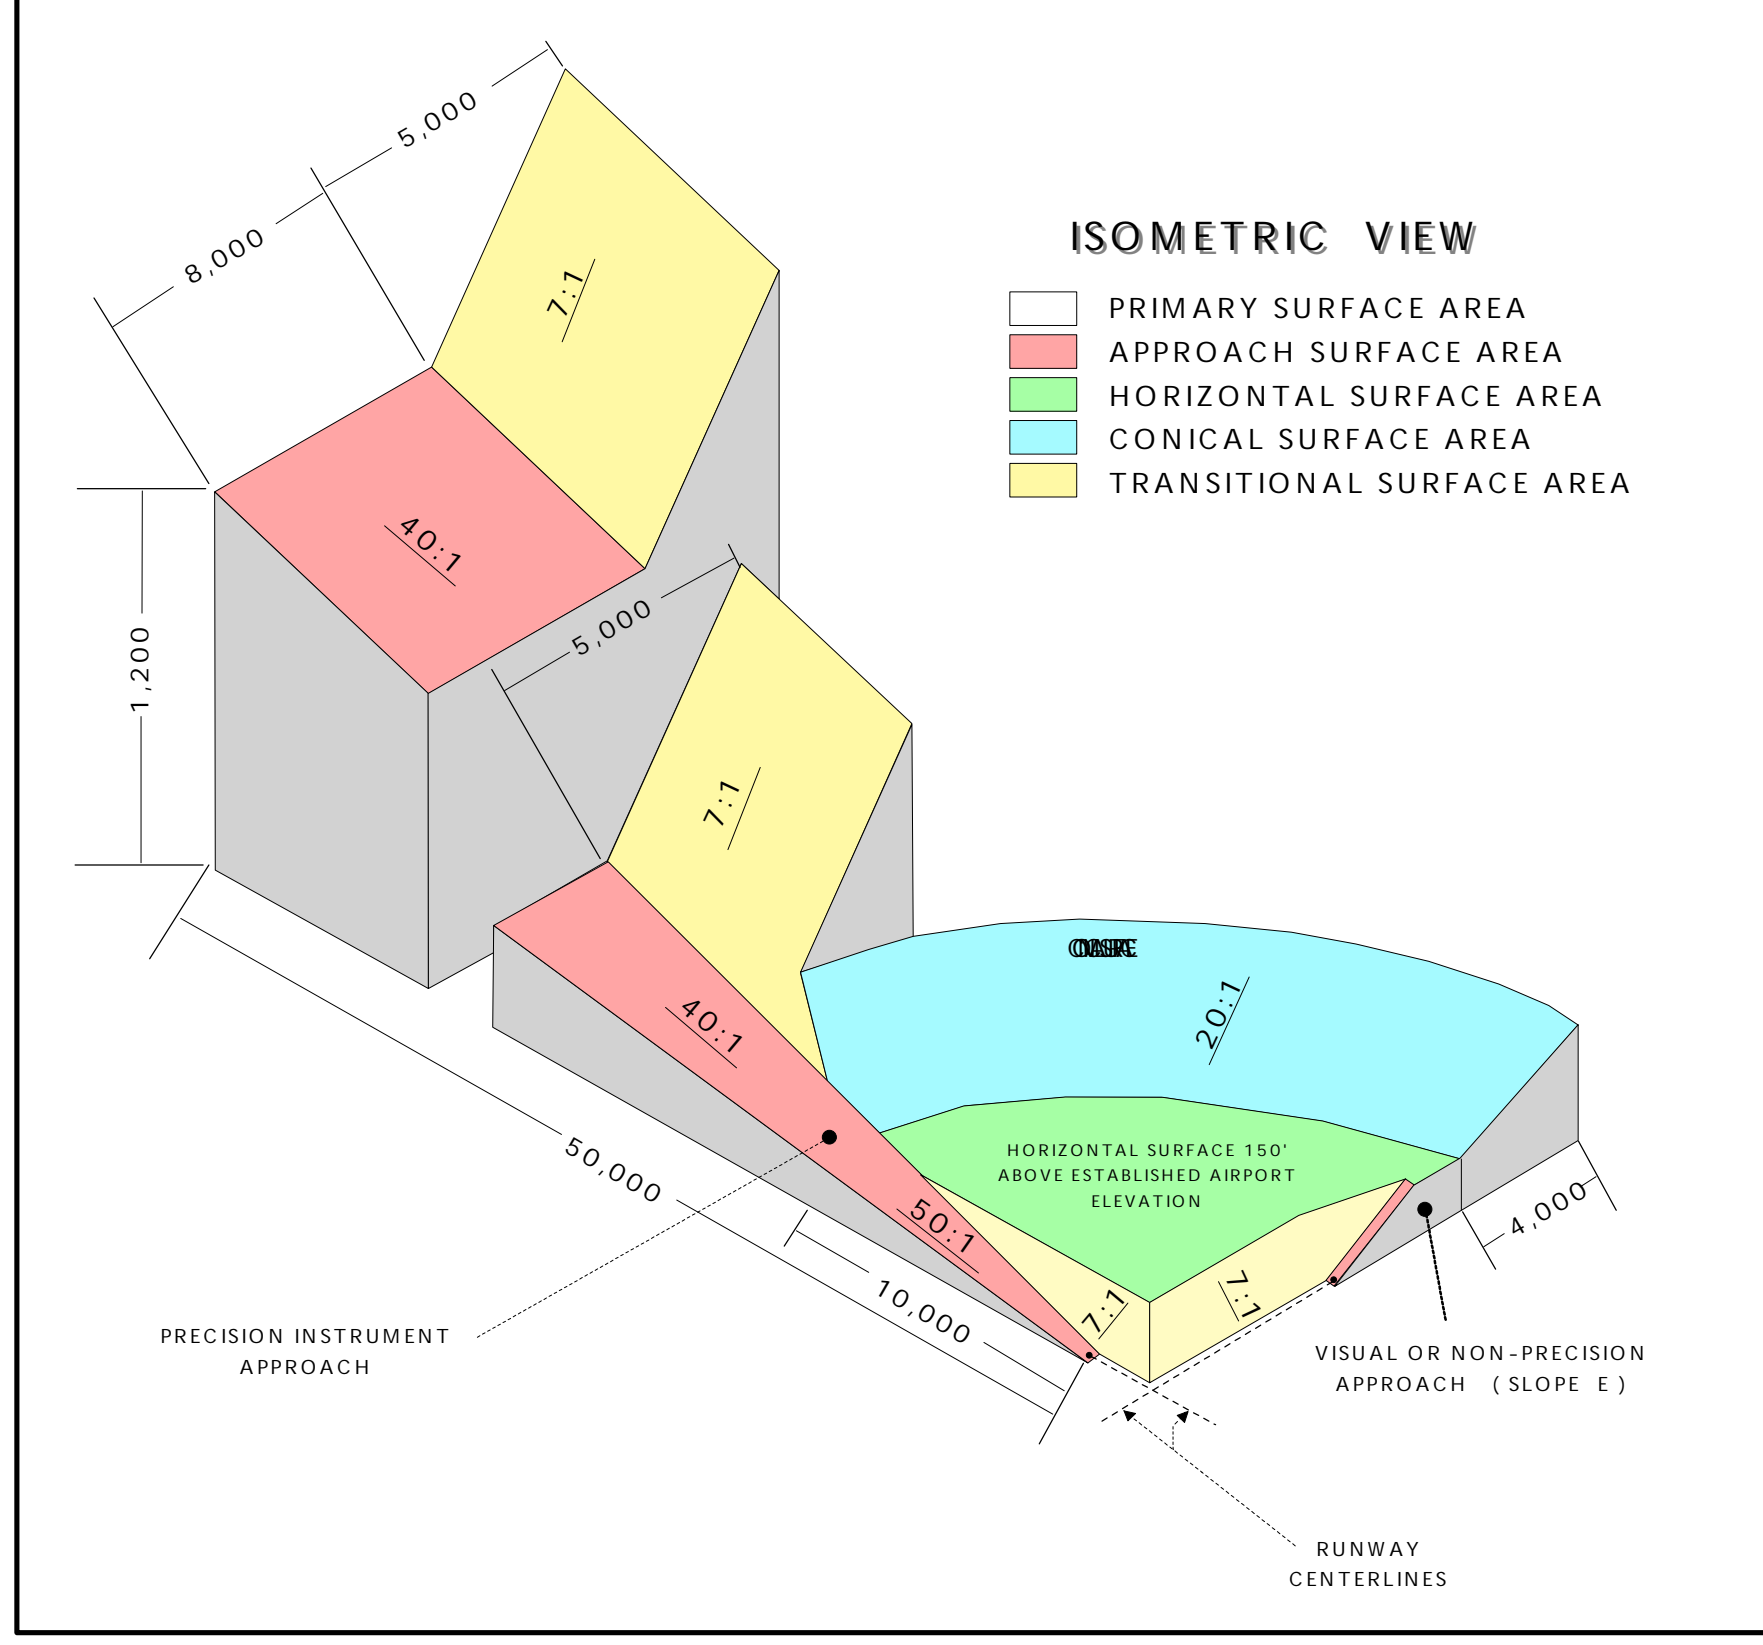 5,000
8,000
7:1
ISOMETRIC VIEW
PRIMARY SURFACE AREA
APPROACH SURFACE AREA
HORIZONTAL SURFACE AREA
CONICAL SURFACE AREA
TRANSITIONAL SURFACE AREA
40:1
5,000
1,200
7:1
20:1
40:1
HORIZONTAL SURFACE 150'
ABOVE ESTABLISHED AIRPORT
ELEVATION
50,000
50:1
4,000
10,000
7:1
7:1
PRECISION INSTRUMENT
APPROACH
VISUAL OR NON-PRECISION
APPROACH (SLOPE E)
RUNWAY
CENTERLINES